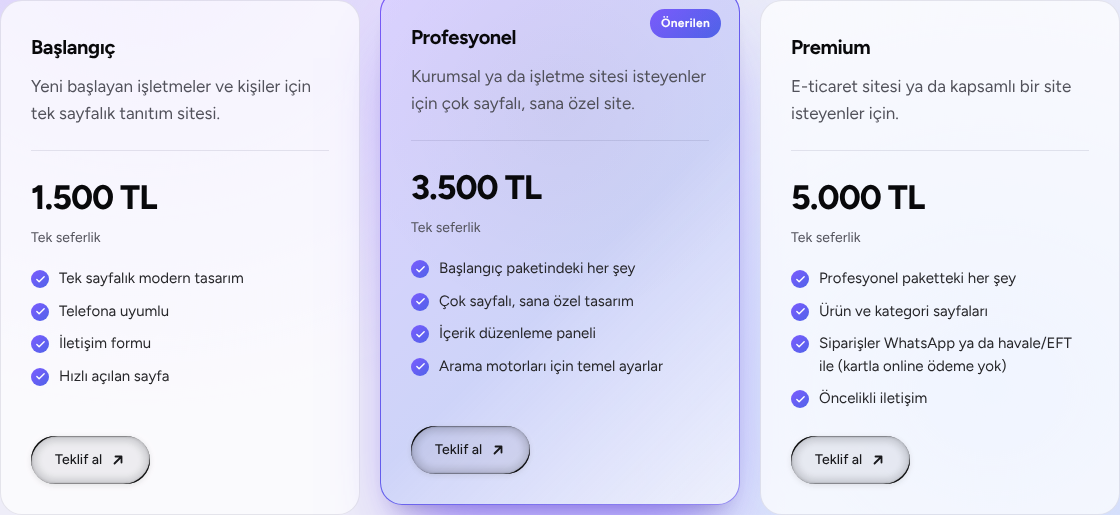 Başlangıç
Yeni başlayan işletmeler ve kişiler için
tek sayfalık tanıtım sitesi.
1.500 TL
Tek seferlik
Tek sayfalık modern tasarım
Telefona uyumlu
İletişim formu
Hızlı açılan sayfa
Teklif al
Önerilen
Profesyonel
Kurumsal ya da işletme sitesi isteyenler
için çok sayfalı, sana özel site.
3.500 TL
Tek seferlik
Başlangıç paketindeki her şey
Çok sayfalı, sana özel tasarım
İçerik düzenleme paneli
Arama motorları için temel ayarlar
Teklif al
Premium
E-ticaret sitesi ya da kapsamlı bir site
isteyenler için.
5.000 TL
Tek seferlik
Profesyonel paketteki her şey
Ürün ve kategori sayfaları
Siparişler WhatsApp ya da havale/EFT
ile (kartla online ödeme yok)
Öncelikli iletişim
Teklif al